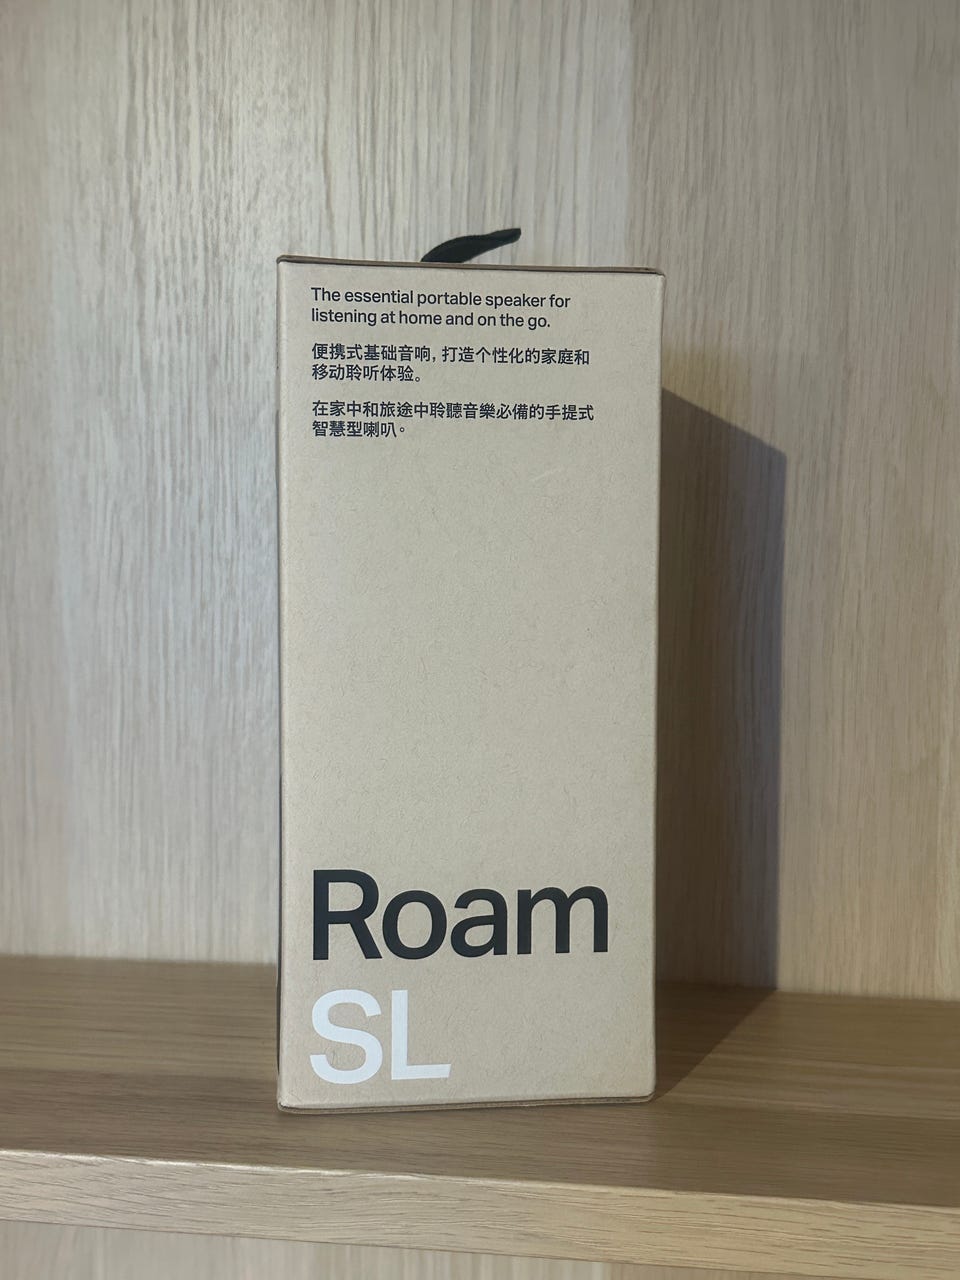 The essential portable speaker for
listening at home and on the go.
便携式基础音响，打造个性化的家庭和
移动聆听体验。
在家中和旅途中聆聽音樂必備的手提式
智慧型喇叭。
Roam
SL